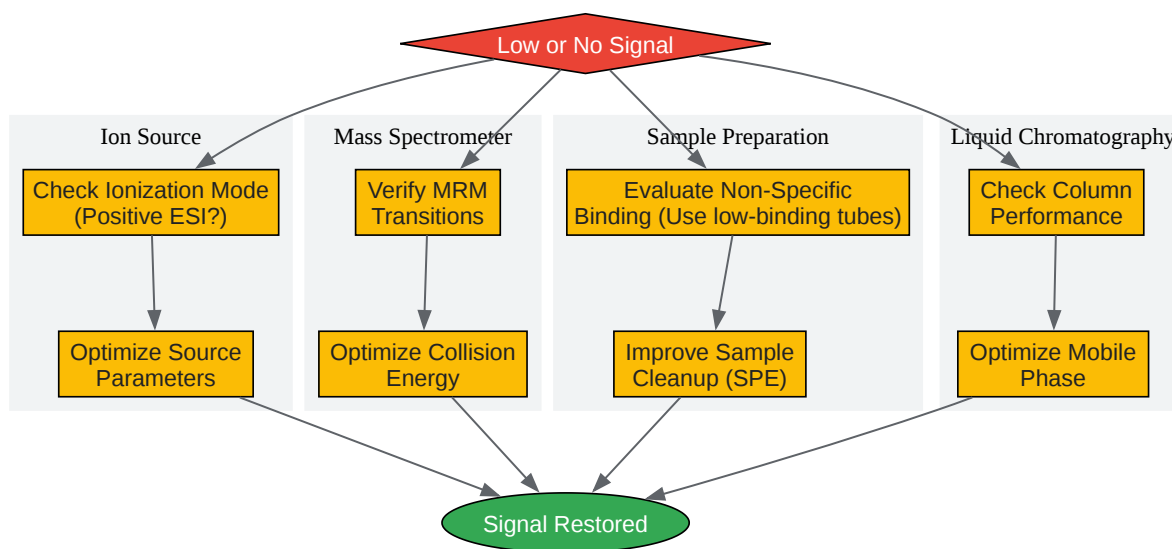 Low or No Signal
Ion Source
Mass Spectrometer
Sample Preparation
Liquid Chromatography
Check Ionization Mode
(Positive ESI?)
Verify MRM
Transitions
Evaluate Non-Specific
Binding (Use low-binding tubes)
Check Column
Performance
Optimize Source
Parameters
Optimize Collision
Energy
Improve Sample
Cleanup (SPE)
Optimize Mobile
Phase
Signal Restored